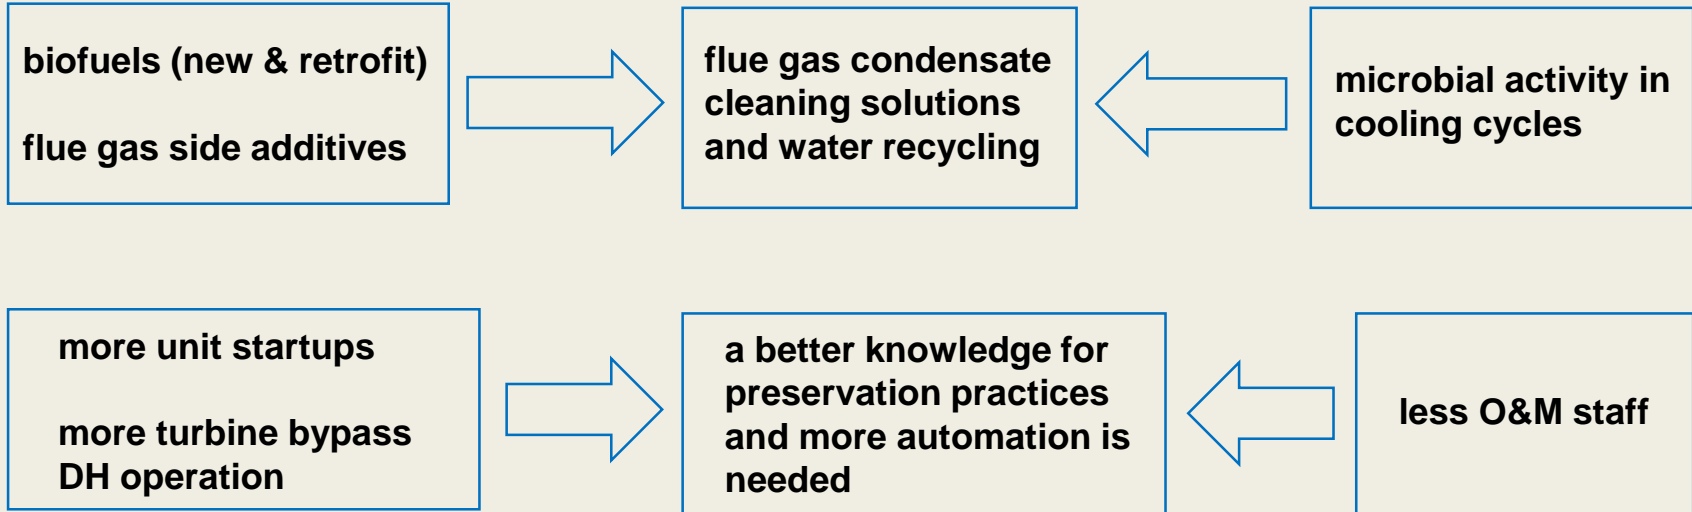 biofuels (new & retrofit)
flue gas side additives
flue gas condensate
cleaning solutions
and water recycling
microbial activity in
cooling cycles
more unit startups
more turbine bypass
DH operation
a better knowledge for
preservation practices
and more automation is
needed
less O&M staff